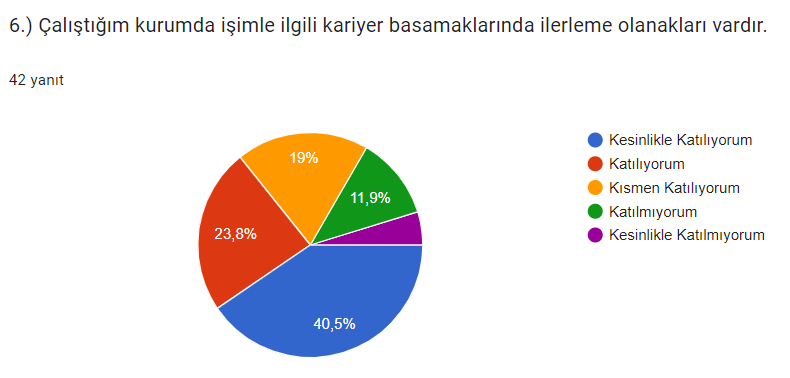 6.) Çalıştığım kurumda işimle ilgili kariyer basamaklarında ilerleme olanakları vardır.
42 yanıt
Kesinlikle Katılıyorum
Katılıyorum
Kısmen Katılıyorum
Katılmıyorum
Kesinlikle Katılmıyorum
19%
11,9%
23,8%
40,5%